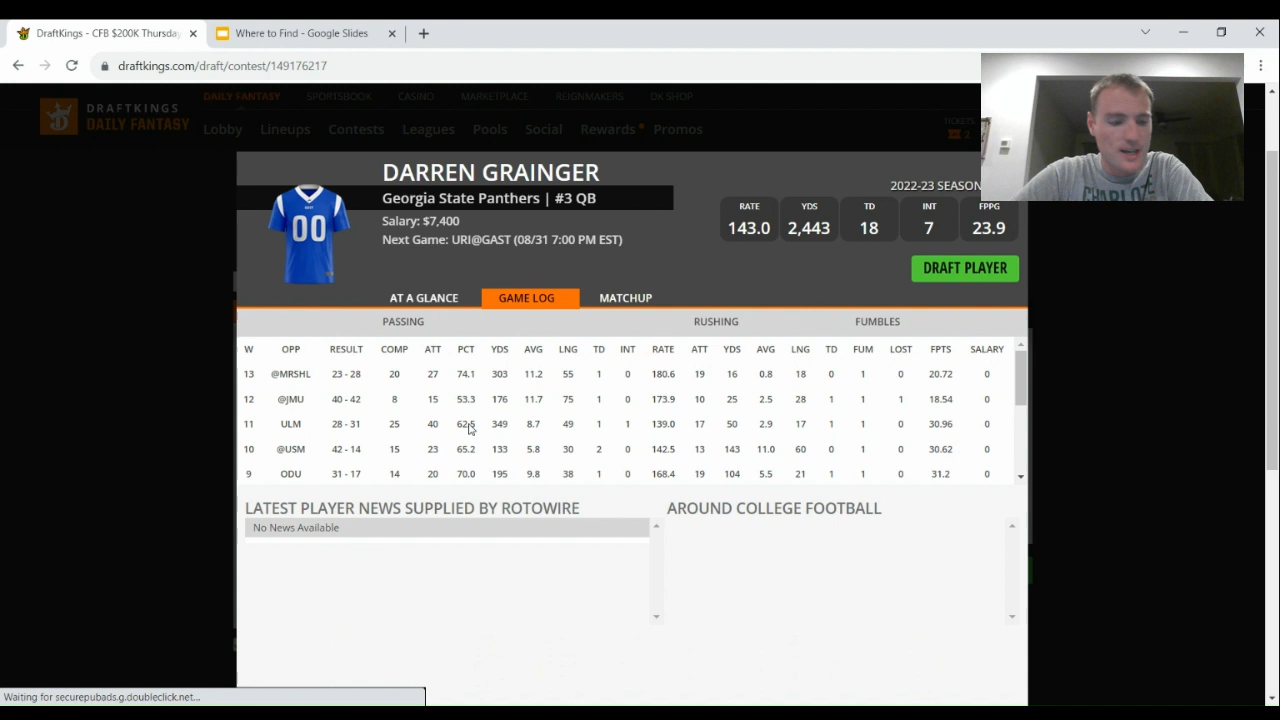 DraftKings - CFB $200K Thursday
Where to Find - Google Slides
draftkings.com/draft/contest/149176217
DRAFTKINGS
DAILY FANTASY
DAILY FANTASY SPORTSBOOK CASINO MARKETPLACE REIGNMAKERS DK SHOP
Lobby Lineups Contests Leagues Pools Social Rewards Promos
TICKETS
2
DARREN GRAINGER
Georgia State Panthers | #3 QB
Salary: $7,400
Next Game: URI@GAST (08/31 7:00 PM EST)
00
2022-23 SEASON
RATE YDS TD INT FPPG
143.0 2,443 18 7 23.9
DRAFT PLAYER
AT A GLANCE GAME LOG MATCHUP
PASSING RUSHING FUMBLES
W OPP RESULT COMP ATT PCT YDS AVG LNG TD INT RATE ATT YDS AVG LNG TD FUM LOST FPTS SALARY
13 @MRSHL 23 - 28 20 27 74.1 303 11.2 55 1 0 180.6 19 16 0.8 18 0 1 0 20.72 0
12 @JMU 40 - 42 8 15 53.3 176 11.7 75 1 0 173.9 10 25 2.5 28 1 1 1 18.54 0
11 ULM 28 - 31 25 40 62.5 349 8.7 49 1 1 139.0 17 50 2.9 17 1 1 0 30.96 0
10 @USM 42 - 14 15 23 65.2 133 5.8 30 2 0 142.5 13 143 11.0 60 0 1 0 30.62 0
9 ODU 31 - 17 14 20 70.0 195 9.8 38 1 0 168.4 19 104 5.5 21 1 1 0 31.2 0
LATEST PLAYER NEWS SUPPLIED BY ROTOWIRE
No News Available
AROUND COLLEGE FOOTBALL
CHARLOTTE
Waiting for securepubads.g.doubleclick.net...